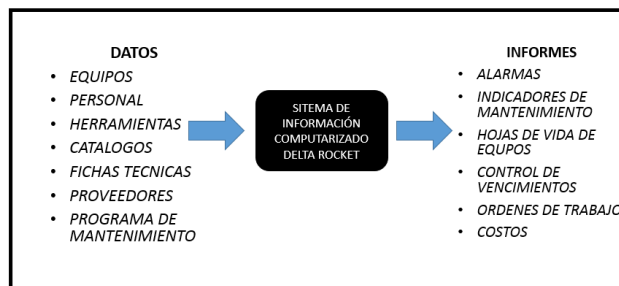 DATOS
• EQUIPOS
• PERSONAL
• HERRAMIENTAS
• CATALOGOS
• FICHAS TECNICAS
• PROVEEDORES
• PROGRAMA DE
MANTENIMIENTO
SITEMA DE
INFORMACIÓN
COMPUTARIZADO
DELTA ROCKET
INFORMES
• ALARMAS
• INDICADORES DE
MANTENIMIENTO
• HOJAS DE VIDA DE
EQUPOS
• CONTROL DE
VENCIMIENTOS
• ORDENES DE TRABAJO
• COSTOS